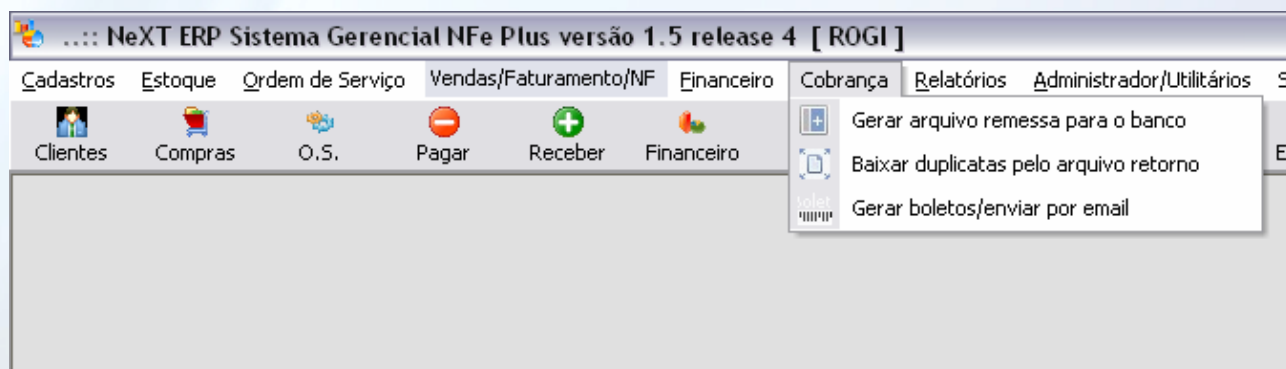 ..:: NeXT ERP Sistema Gerencial NFe Plus versão 1.5 release 4 [ ROGI ]
Cadastros Estoque Ordem de Serviço Vendas/Faturamento/NF Financeiro Cobrança Relatórios Administrador/Utilitários
Clientes Compras O.S. Pagar Receber Financeiro
Gerar arquivo remessa para o banco
Baixar duplicatas pelo arquivo retorno
Gerar boletos/enviar por email